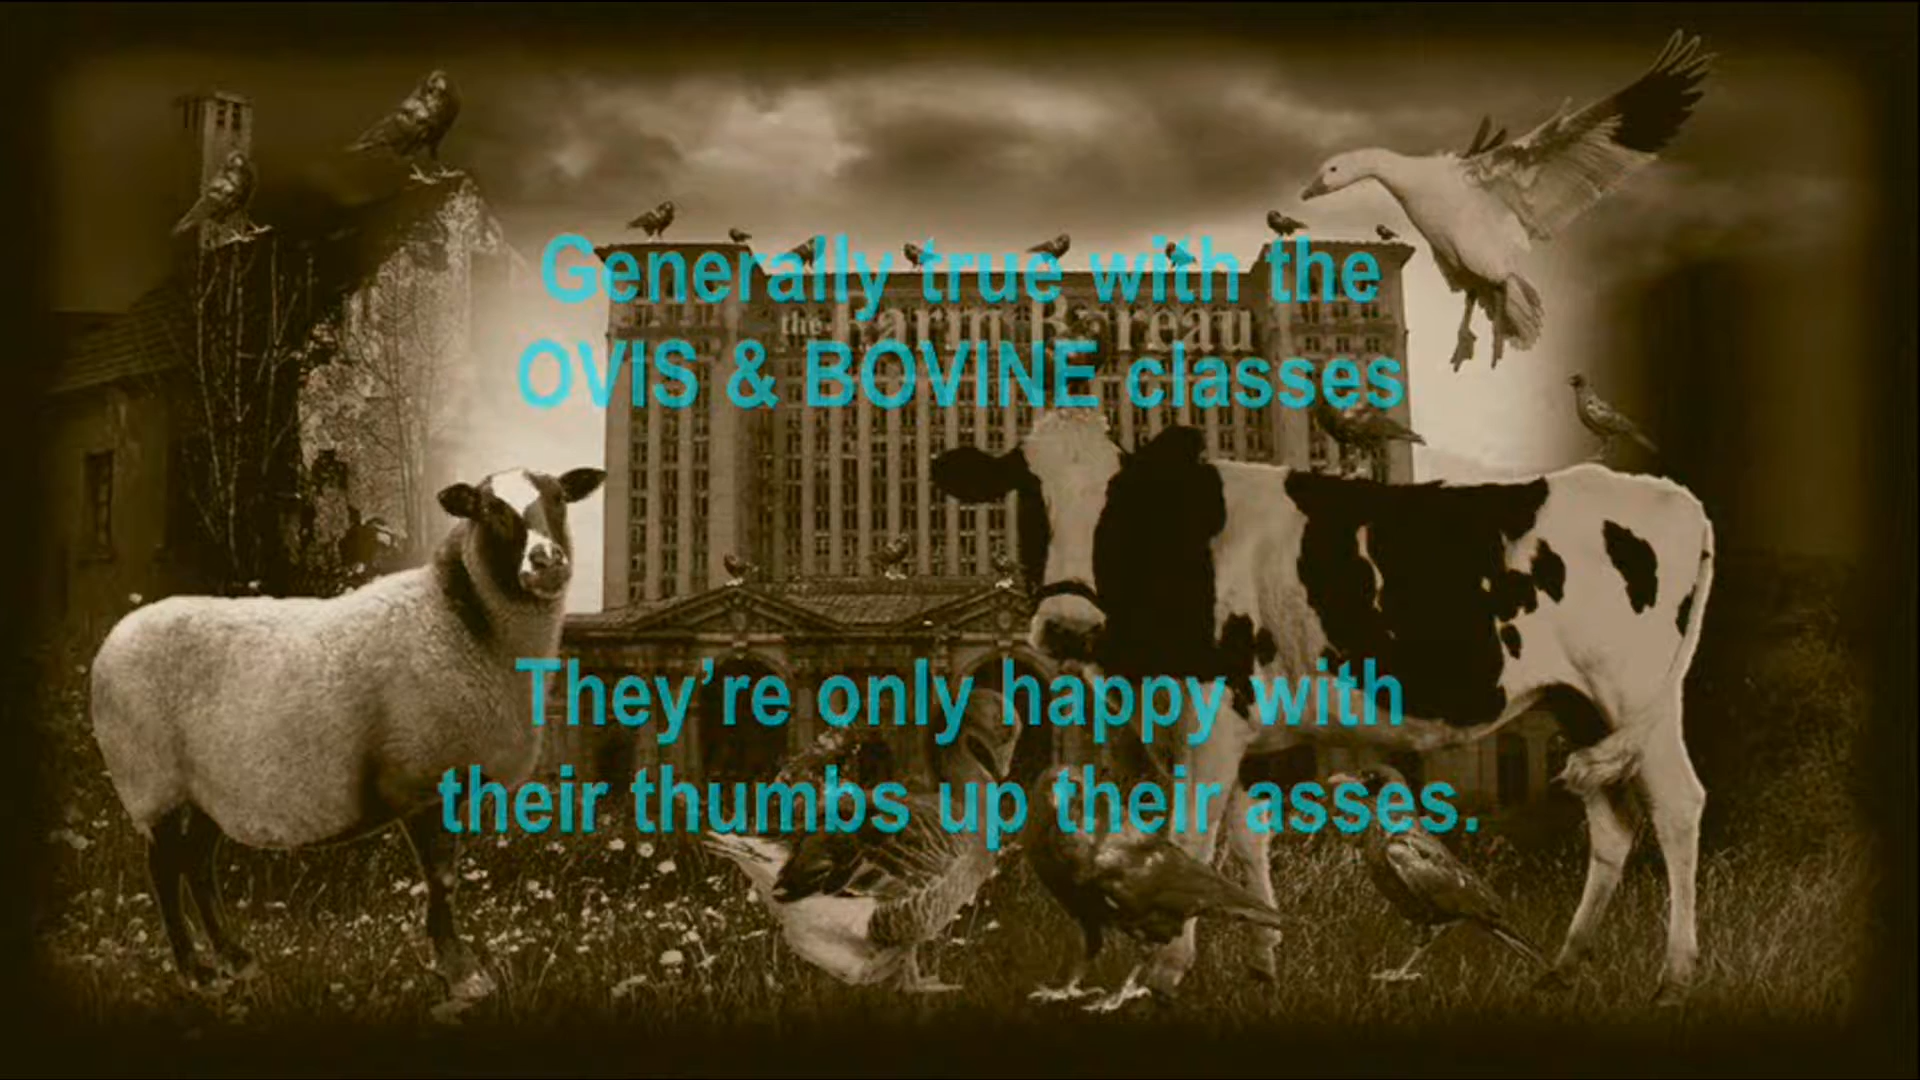 Generally true with the
the Farm Bureau
OVIS & BOVINE classes
They’re only happy with
their thumbs up their asses.